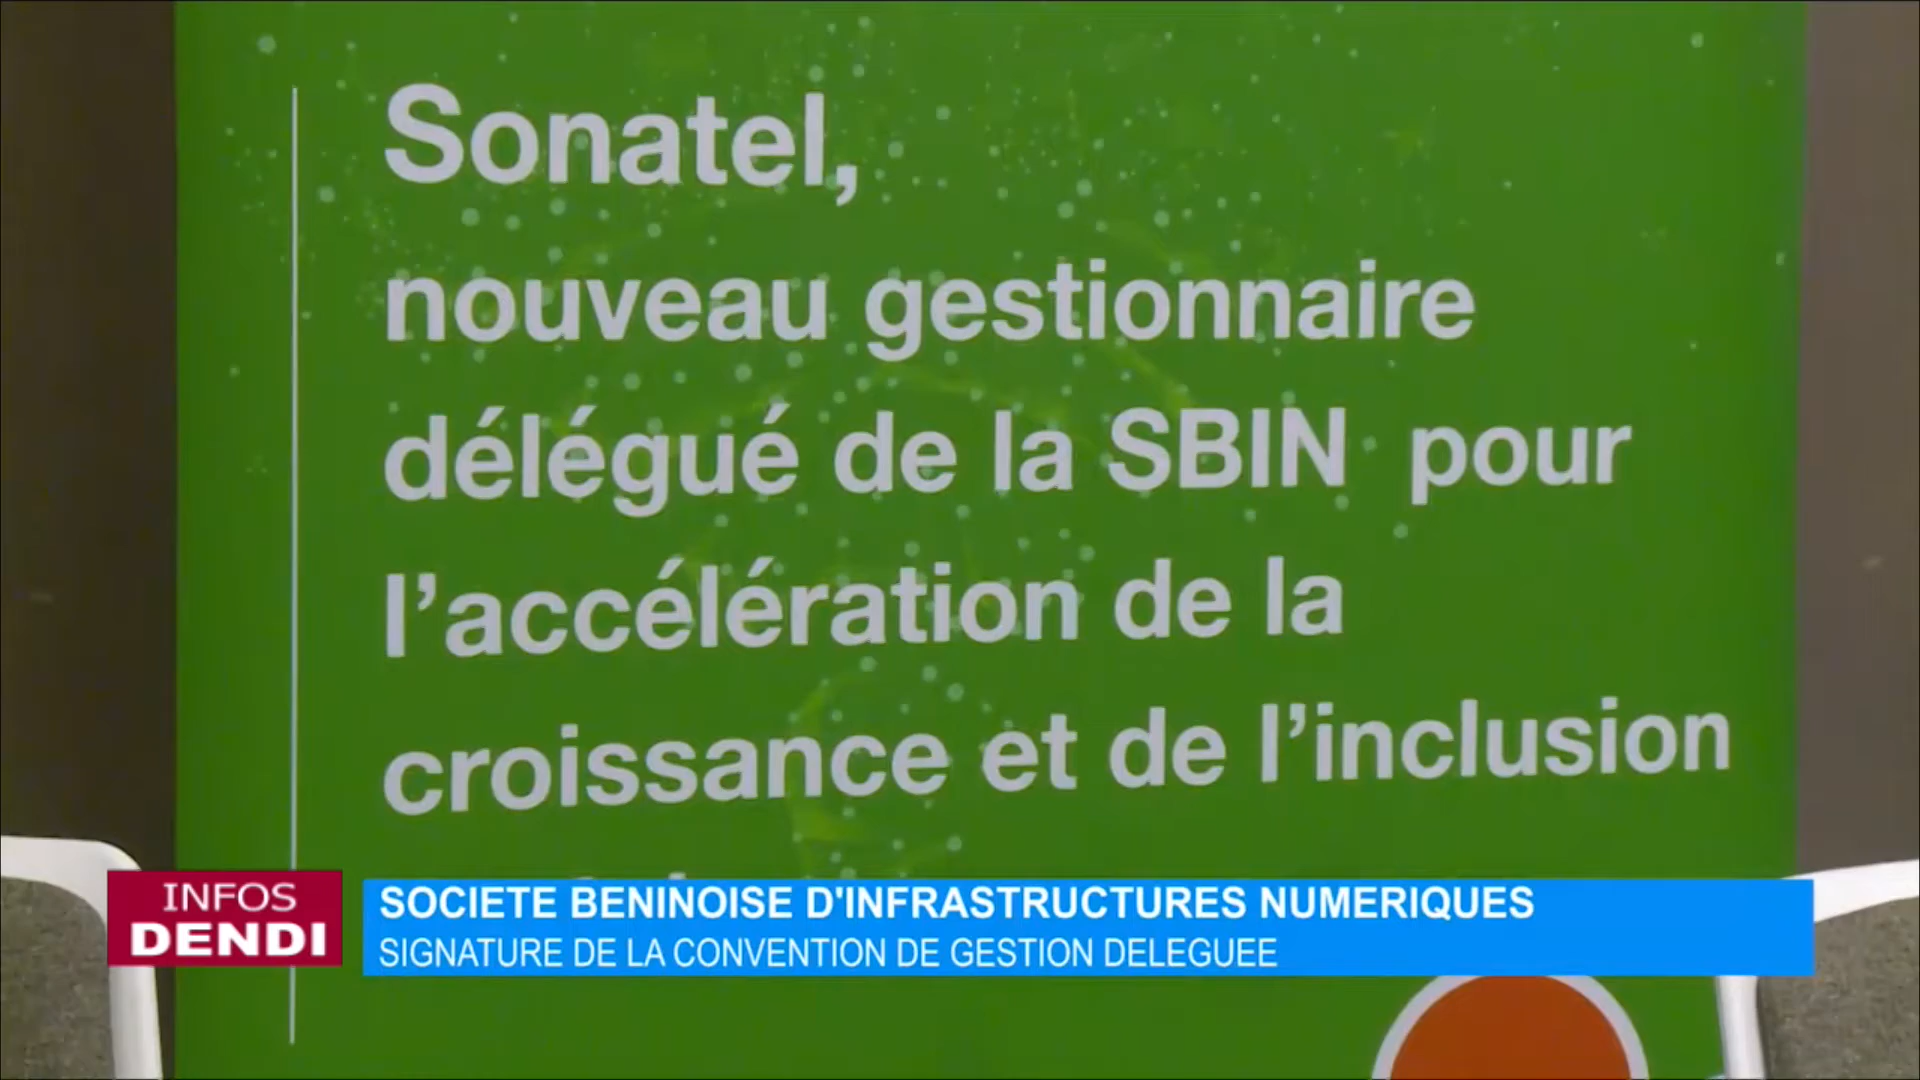 Sonatel,
nouveau gestionnaire
délégué de la SBIN pour
l'accélération de la
croissance et de l'inclusion
INFOS
DENDI
SOCIETE BENINOISE D'INFRASTRUCTURES NUMERIQUES
SIGNATURE DE LA CONVENTION DE GESTION DELEGUEE